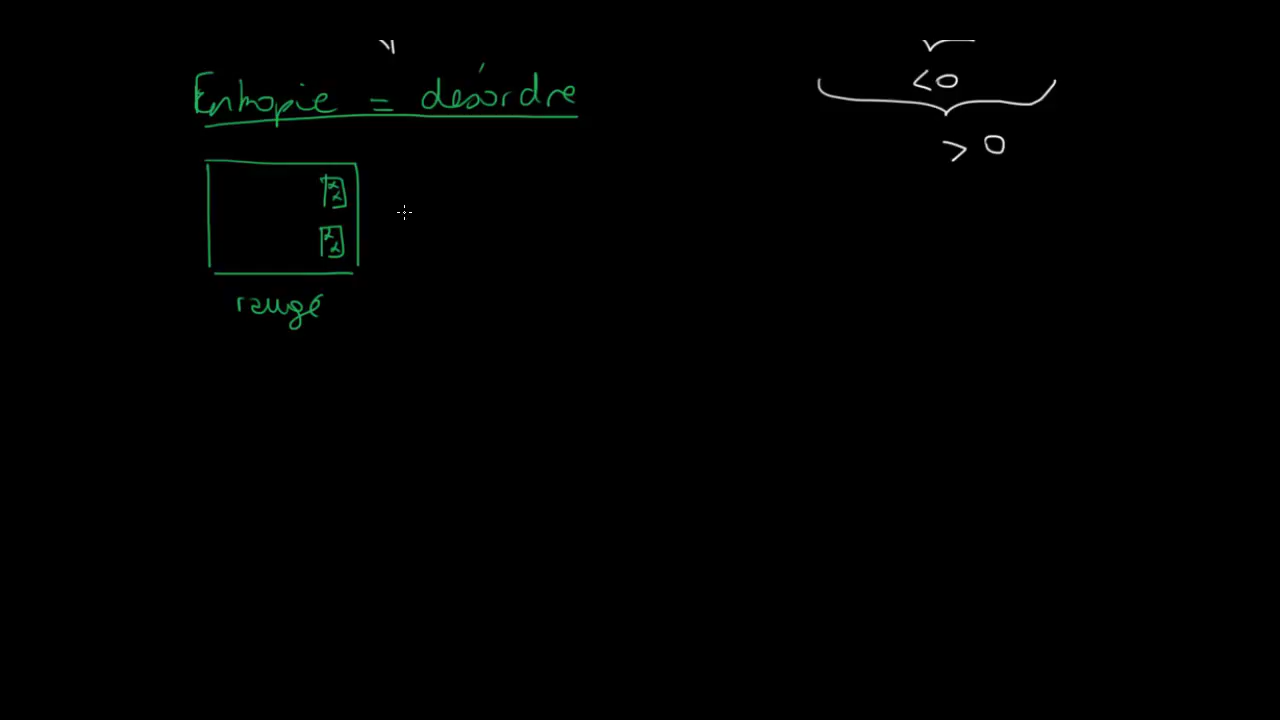 Entropie = désordre
<0
> 0
rangé